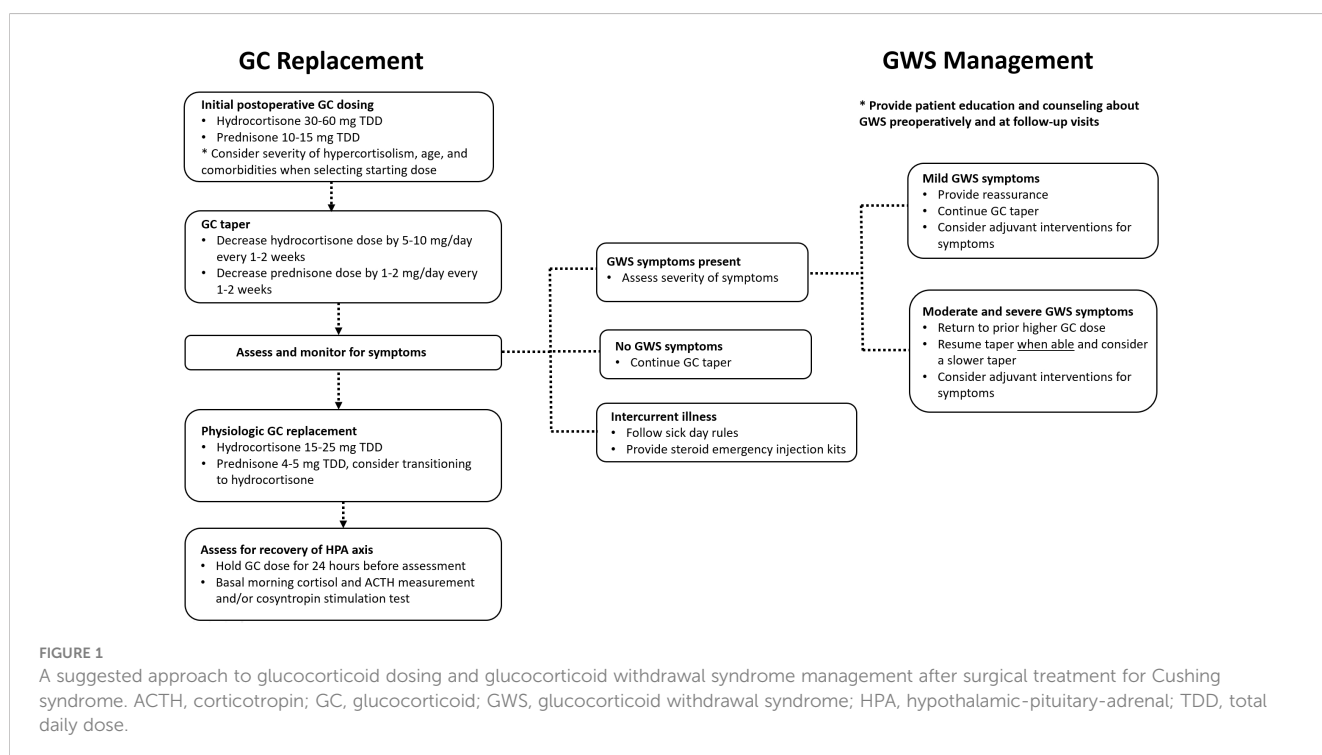 GC Replacement
Initial postoperative GC dosing
• Hydrocortisone 30-60 mg TDD
• Prednisone 10-15 mg TDD
* Consider severity of hypercortisolism, age, and
comorbidities when selecting starting dose
GC taper
• Decrease hydrocortisone dose by 5-10 mg/day
every 1-2 weeks
• Decrease prednisone dose by 1-2 mg/day every
1-2 weeks
Assess and monitor for symptoms
Physiologic GC replacement
• Hydrocortisone 15-25 mg TDD
• Prednisone 4-5 mg TDD, consider transitioning
to hydrocortisone
Assess for recovery of HPA axis
• Hold GC dose for 24 hours before assessment
• Basal morning cortisol and ACTH measurement
and/or cosyntropin stimulation test
GWS symptoms present
• Assess severity of symptoms
No GWS symptoms
• Continue GC taper
Intercurrent illness
• Follow sick day rules
• Provide steroid emergency injection kits
GWS Management
* Provide patient education and counseling about
GWS preoperatively and at follow-up visits
Mild GWS symptoms
• Provide reassurance
• Continue GC taper
• Consider adjuvant interventions for
symptoms
Moderate and severe GWS symptoms
• Return to prior higher GC dose
• Resume taper when able and consider
a slower taper
• Consider adjuvant interventions for
symptoms
FIGURE 1
A suggested approach to glucocorticoid dosing and glucocorticoid withdrawal syndrome management after surgical treatment for Cushing
syndrome. ACTH, corticotropin; GC, glucocorticoid; GWS, glucocorticoid withdrawal syndrome; HPA, hypothalamic-pituitary-adrenal; TDD, total
daily dose.